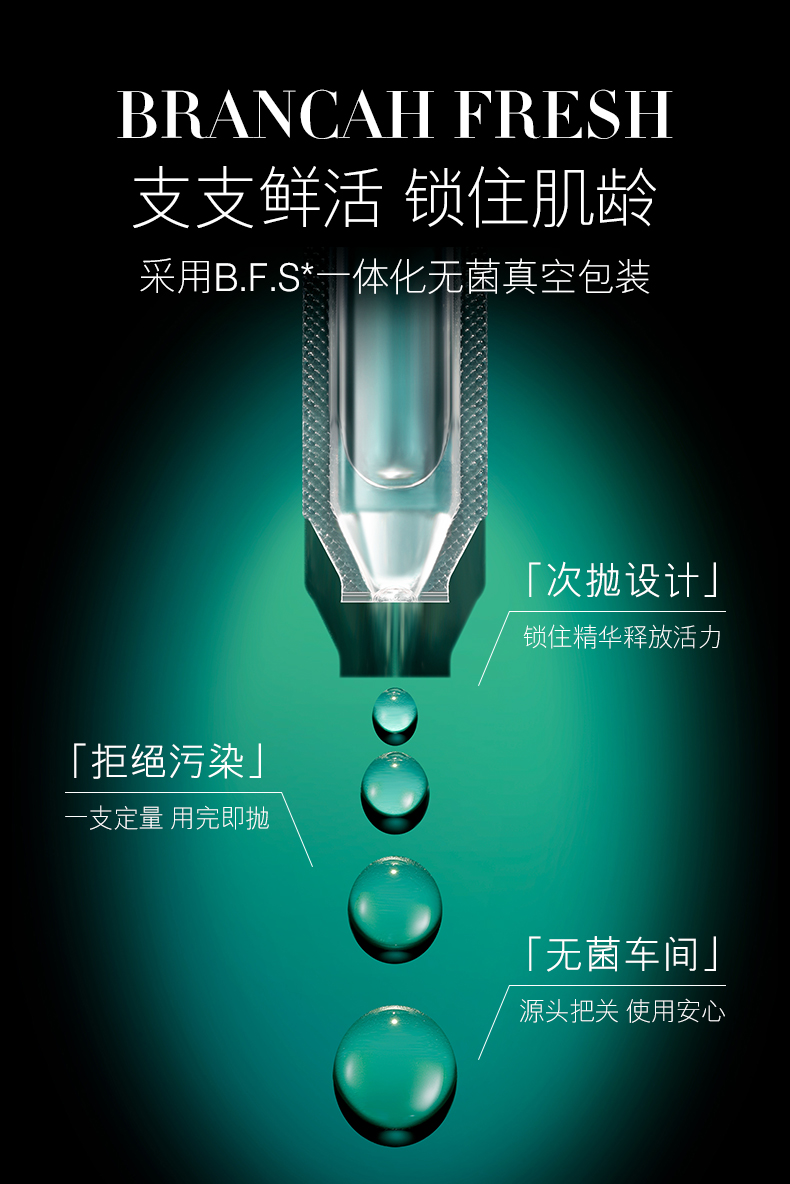 BRANCAH FRESH
支支鲜活 锁住肌龄
采用B.F.S*一体化无菌真空包装
「次抛设计」
锁住精华释放活力
「拒绝污染」
一支定量 用完即抛
「无菌车间」
源头把关 使用安心